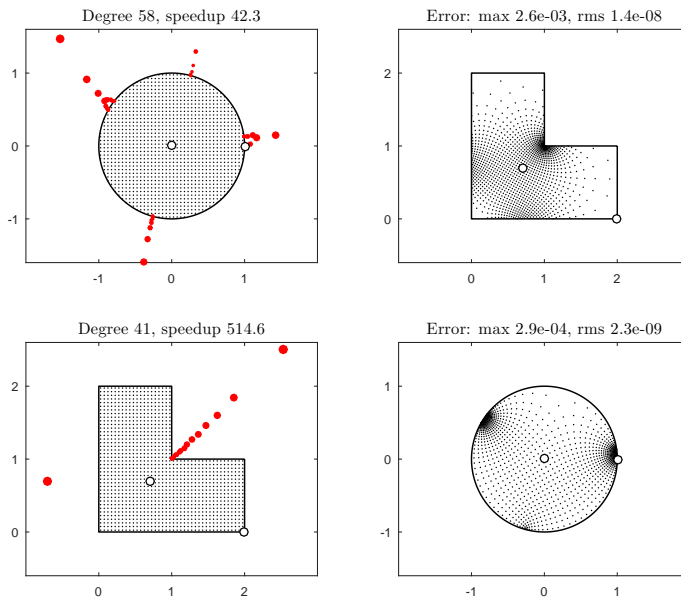 Degree 58, speedup 42.3
Error: max 2.6e-03, rms 1.4e-08
1
0
-1
-1 0 1
2
1
0
0 1 2
Degree 41, speedup 514.6
Error: max 2.9e-04, rms 2.3e-09
2
1
0
0 1 2
1
0
-1
-1 0 1